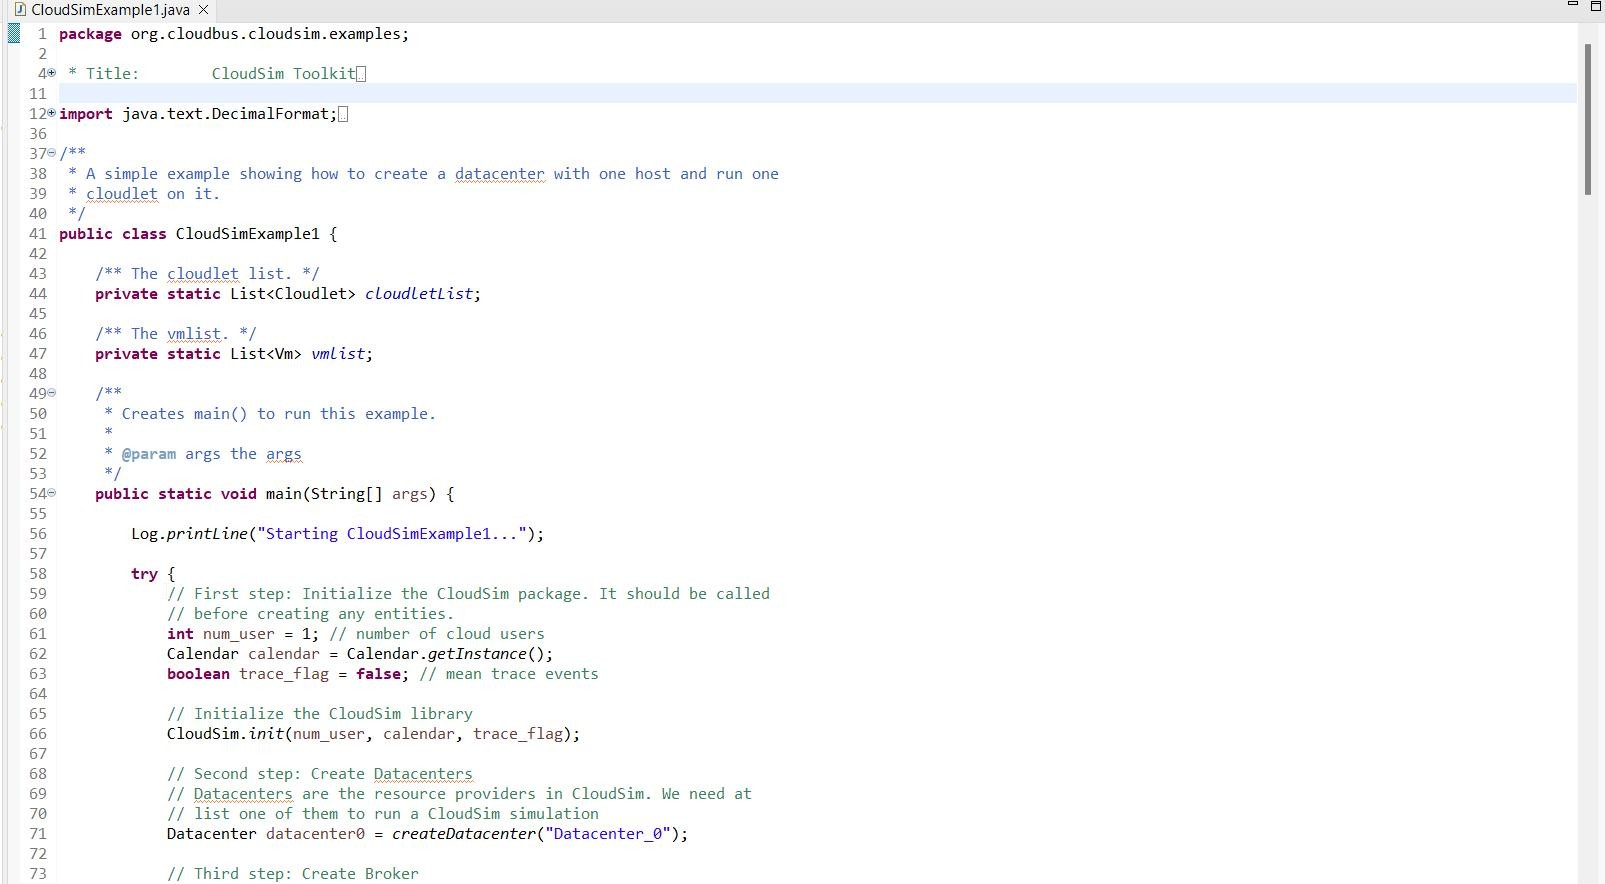 CloudSimExample1.java
1 package org.cloudbus.cloudsim.examples;
2
4 * Title:        CloudSim Toolkit
11
12 import java.text.DecimalFormat;
36
37 /**
38  * A simple example showing how to create a datacenter with one host and run one
39  * cloudlet on it.
40  */
41 public class CloudSimExample1 {
42
43     /** The cloudlet list. */
44     private static List<Cloudlet> cloudletList;
45
46     /** The vmlist. */
47     private static List<Vm> vmlist;
48
49     /**
50      * Creates main() to run this example.
51      *
52      * @param args the args
53      */
54     public static void main(String[] args) {
55
56         Log.printLine("Starting CloudSimExample1...");
57
58         try {
59             // First step: Initialize the CloudSim package. It should be called
60             // before creating any entities.
61             int num_user = 1; // number of cloud users
62             Calendar calendar = Calendar.getInstance();
63             boolean trace_flag = false; // mean trace events
64
65             // Initialize the CloudSim library
66             CloudSim.init(num_user, calendar, trace_flag);
67
68             // Second step: Create Datacenters
69             // Datacenters are the resource providers in CloudSim. We need at
70             // list one of them to run a CloudSim simulation
71             Datacenter datacenter0 = createDatacenter("Datacenter_0");
72
73             // Third step: Create Broker